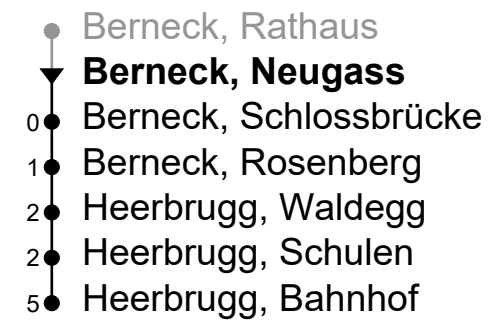 Berneck, Rathaus
Berneck, Neugass
0 Berneck, Schlossbrücke
1 Berneck, Rosenberg
2 Heerbrugg, Waldegg
2 Heerbrugg, Schulen
5 Heerbrugg, Bahnhof